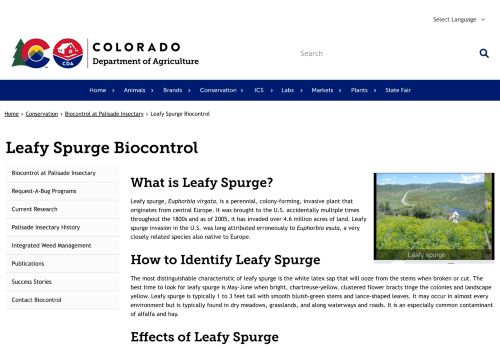 Select Language
COLORADO
Department of Agriculture
CDA
Search
Home
Animals
Brands
Conservation
ICS
Labs
Markets
Plants
State Fair
Home › Conservation › Biocontrol at Palisade Insectary › Leafy Spurge Biocontrol
Leafy Spurge Biocontrol
Biocontrol at Palisade Insectary
Request-A-Bug Programs
Current Research
Palisade Insectary History
Integrated Weed Management
Publications
Success Stories
Contact Biocontrol
What is Leafy Spurge?
Leafy spurge, Euphorbia virgata, is a perennial, colony-forming, invasive plant that
originates from central Europe. It was brought to the U.S. accidentally multiple times
throughout the 1800s and as of 2005, it has invaded over 4.6 million acres of land. Leafy
spurge invasion in the U.S. was long attributed erroneously to Euphorbia esula, a very
closely related species also native to Europe.
Leafy spurge
How to Identify Leafy Spurge
The most distinguishable characteristic of leafy spurge is the white latex sap that will ooze from the stems when broken or cut. The
best time to look for leafy spurge is May-June when bright, chartreuse-yellow, clustered flower bracts tinge the colonies and landscape
yellow. Leafy spurge is typically 1 to 3 feet tall with smooth bluish-green stems and lance-shaped leaves. It may occur in almost every
environment but is typically found in dry meadows, grasslands, and along waterways and roads. It is an especially common contaminant
of alfalfa and hay.
Effects of Leafy Spurge